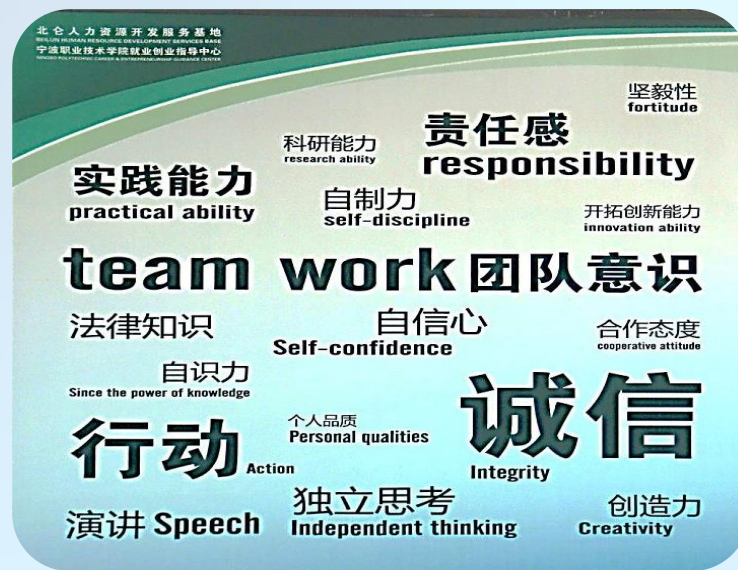 北仑人力资源开发服务基地
BEILUN HUMAN RESOURCE DEVELOPMENT SERVICES BASE
宁波职业技术学院就业创业指导中心
NINGBO POLYTECHNIC CAREER & ENTREPRENEURSHIP GUIDANCE CENTER
坚毅性
fortitude
责任感
responsibility
科研能力
research ability
实践能力
practical ability
自制力
self-discipline
开拓创新能力
innovation ability
team work 团队意识
法律知识
自信心
Self-confidence
合作态度
cooperative attitude
自识力
Since the power of knowledge
诚信
Integrity
行动 Action
个人品质
Personal qualities
演讲 Speech
独立思考
Independent thinking
创造力
Creativity